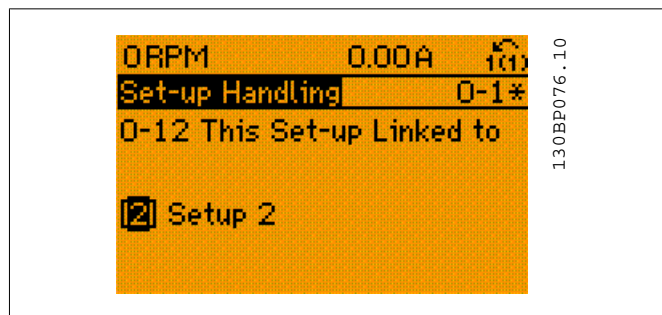 0RPM 0.00A 1(1)
Set-up Handling 0-1*
0-12 This Set-up Linked to
[2] Setup 2
130BP076.10